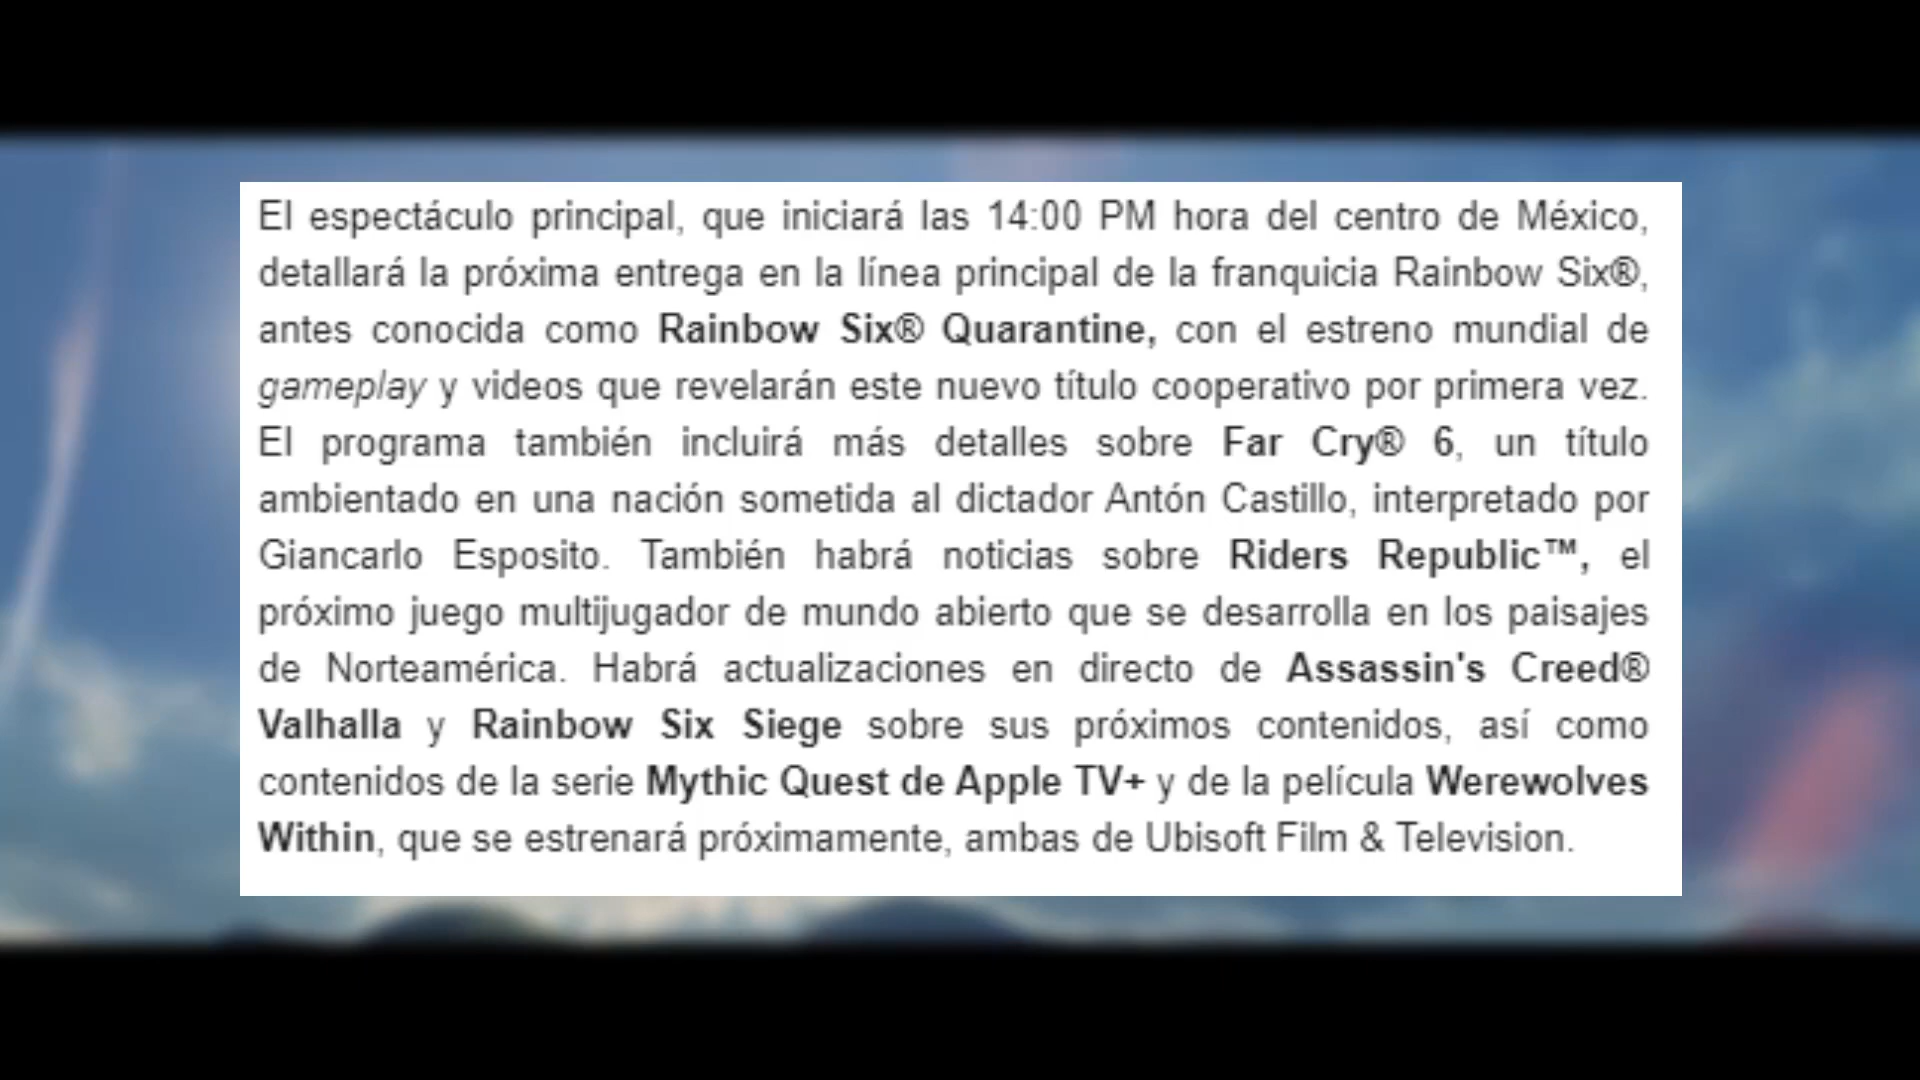 El espectáculo principal, que iniciará las 14:00 PM hora del centro de México,
detallará la próxima entrega en la línea principal de la franquicia Rainbow Six®,
antes conocida como Rainbow Six® Quarantine, con el estreno mundial de
gameplay y videos que revelarán este nuevo título cooperativo por primera vez.
El programa también incluirá más detalles sobre Far Cry® 6, un título
ambientado en una nación sometida al dictador Antón Castillo, interpretado por
Giancarlo Esposito. También habrá noticias sobre Riders Republic™, el
próximo juego multijugador de mundo abierto que se desarrolla en los paisajes
de Norteamérica. Habrá actualizaciones en directo de Assassin's Creed®
Valhalla y Rainbow Six Siege sobre sus próximos contenidos, así como
contenidos de la serie Mythic Quest de Apple TV+ y de la película Werewolves
Within, que se estrenará próximamente, ambas de Ubisoft Film & Television.